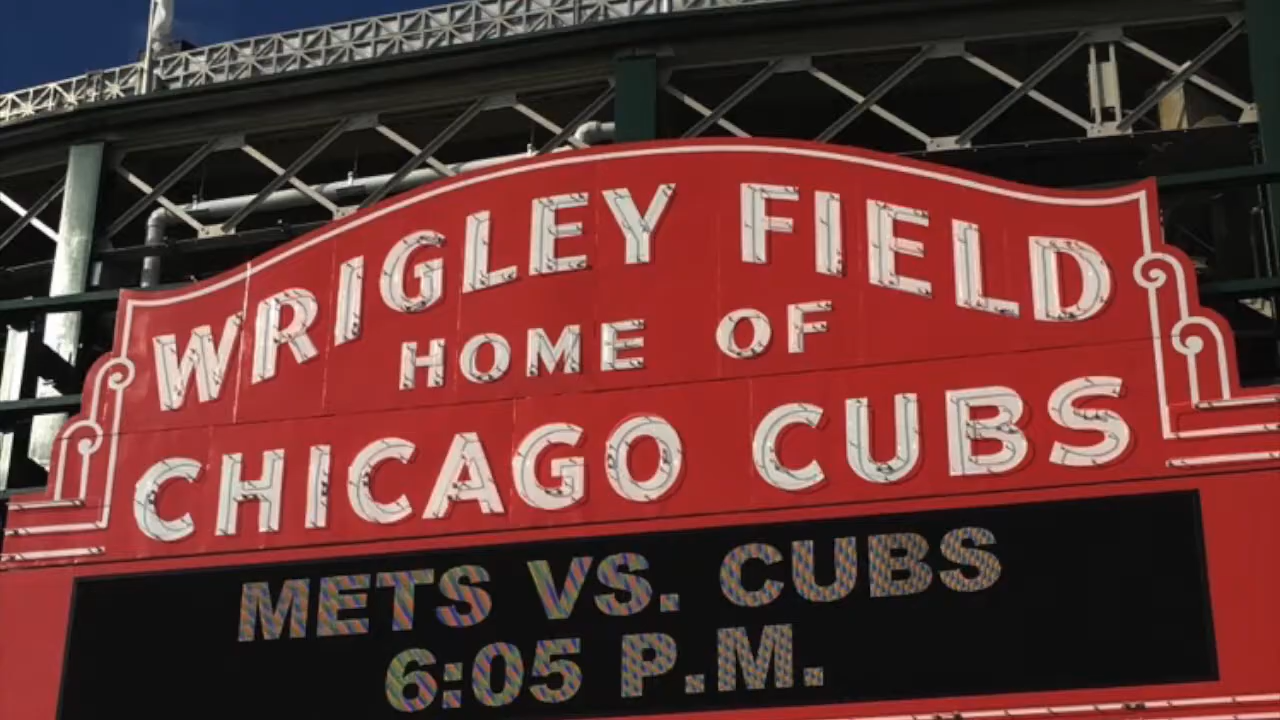 WRIGLEY FIELD
HOME OF
CHICAGO CUBS
METS VS. CUBS
6:05 P.M.